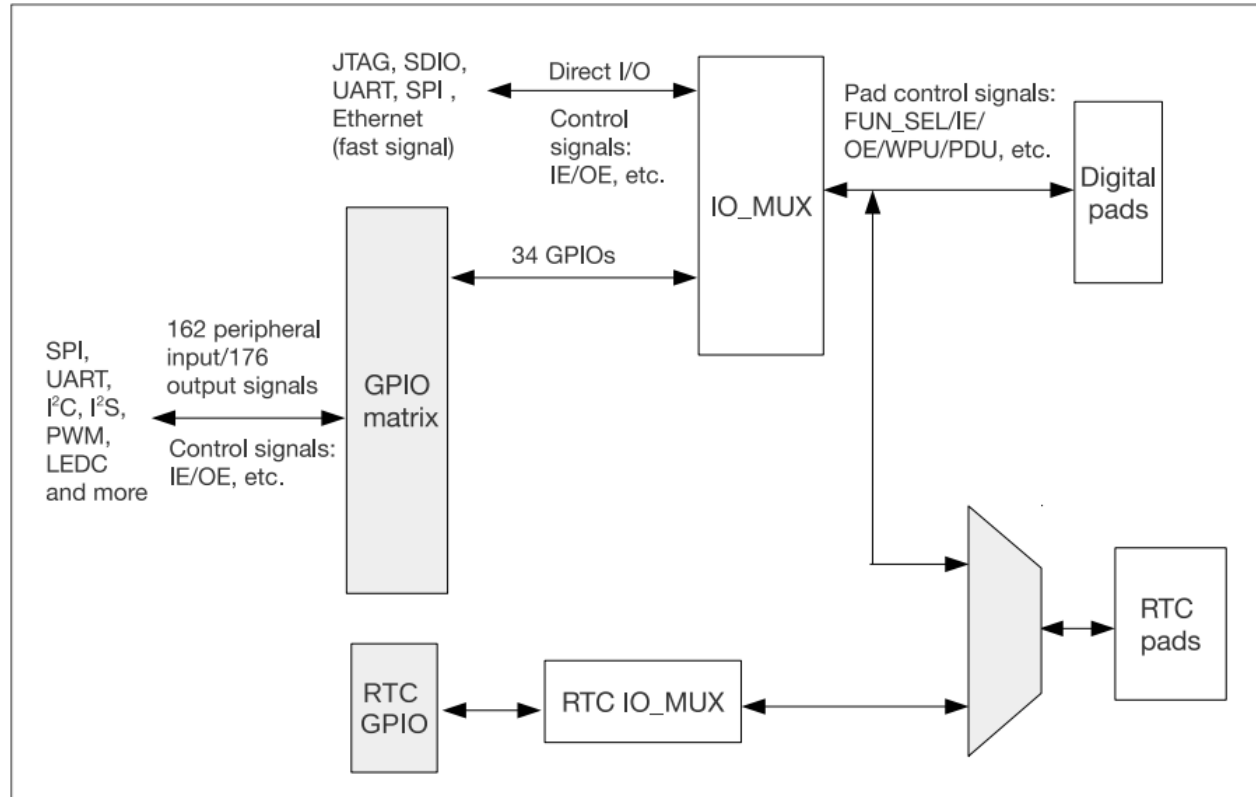 JTAG, SDIO,
UART, SPI ,
Ethernet
(fast signal)
Direct I/O
Control
signals:
IE/OE, etc.
IO_MUX
Pad control signals:
FUN_SEL/IE/
OE/WPU/PDU, etc.
Digital
pads
34 GPIOs
SPI,
UART,
I²C, I²S,
PWM,
LEDC
and more
162 peripheral
input/176
output signals
Control signals:
IE/OE, etc.
GPIO
matrix
RTC
GPIO
RTC IO_MUX
RTC
pads